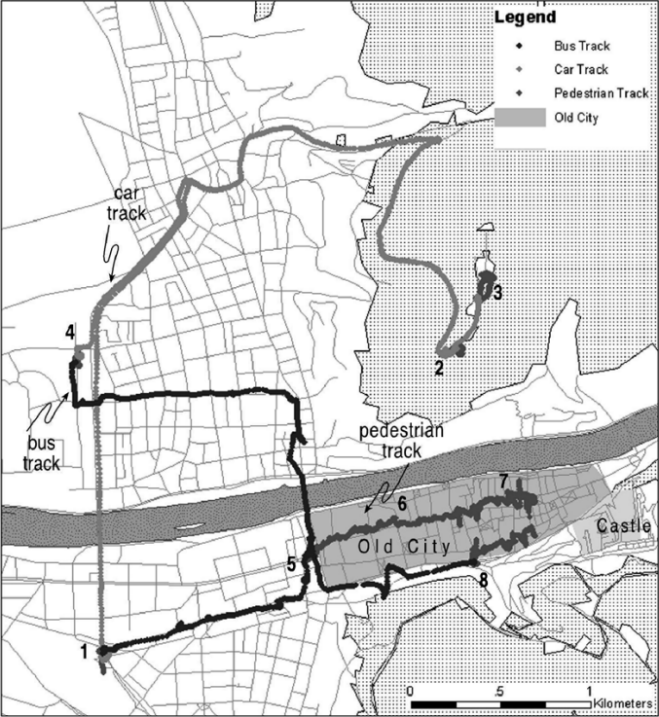 Legend
Bus Track
Car Track
Pedestrian Track
Old City
car
track
3
4
2
bus
track
pedestrian
track
7
6
Castle
Old City
5
8
1
0 .5 1
Kilometers